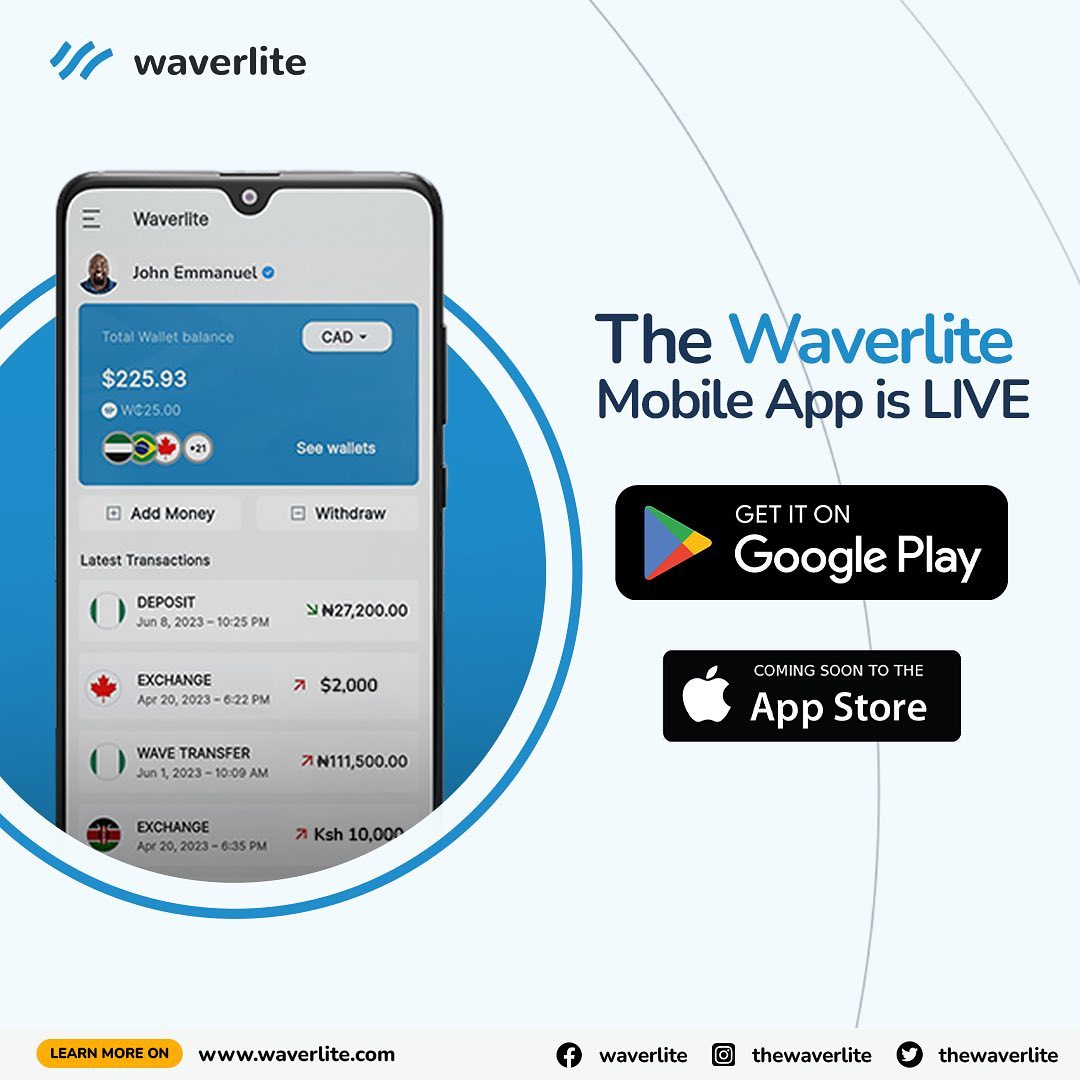 waverlite
Waverlite
John Emmanuel
Total Wallet balance
CAD
$225.93
W₵25.00
+21
See wallets
Add Money
Withdraw
Latest Transactions
DEPOSIT
Jun 8, 2023 – 10:25 PM
₦27,200.00
EXCHANGE
Apr 20, 2023 – 6:22 PM
$2,000
WAVE TRANSFER
Jun 1, 2023 – 10:09 AM
₦111,500.00
EXCHANGE
Apr 20, 2023 – 6:35 PM
Ksh 10,000
The Waverlite
Mobile App is LIVE
GET IT ON
Google Play
COMING SOON TO THE
App Store
LEARN MORE ON
www.waverlite.com
waverlite
thewaverlite
thewaverlite